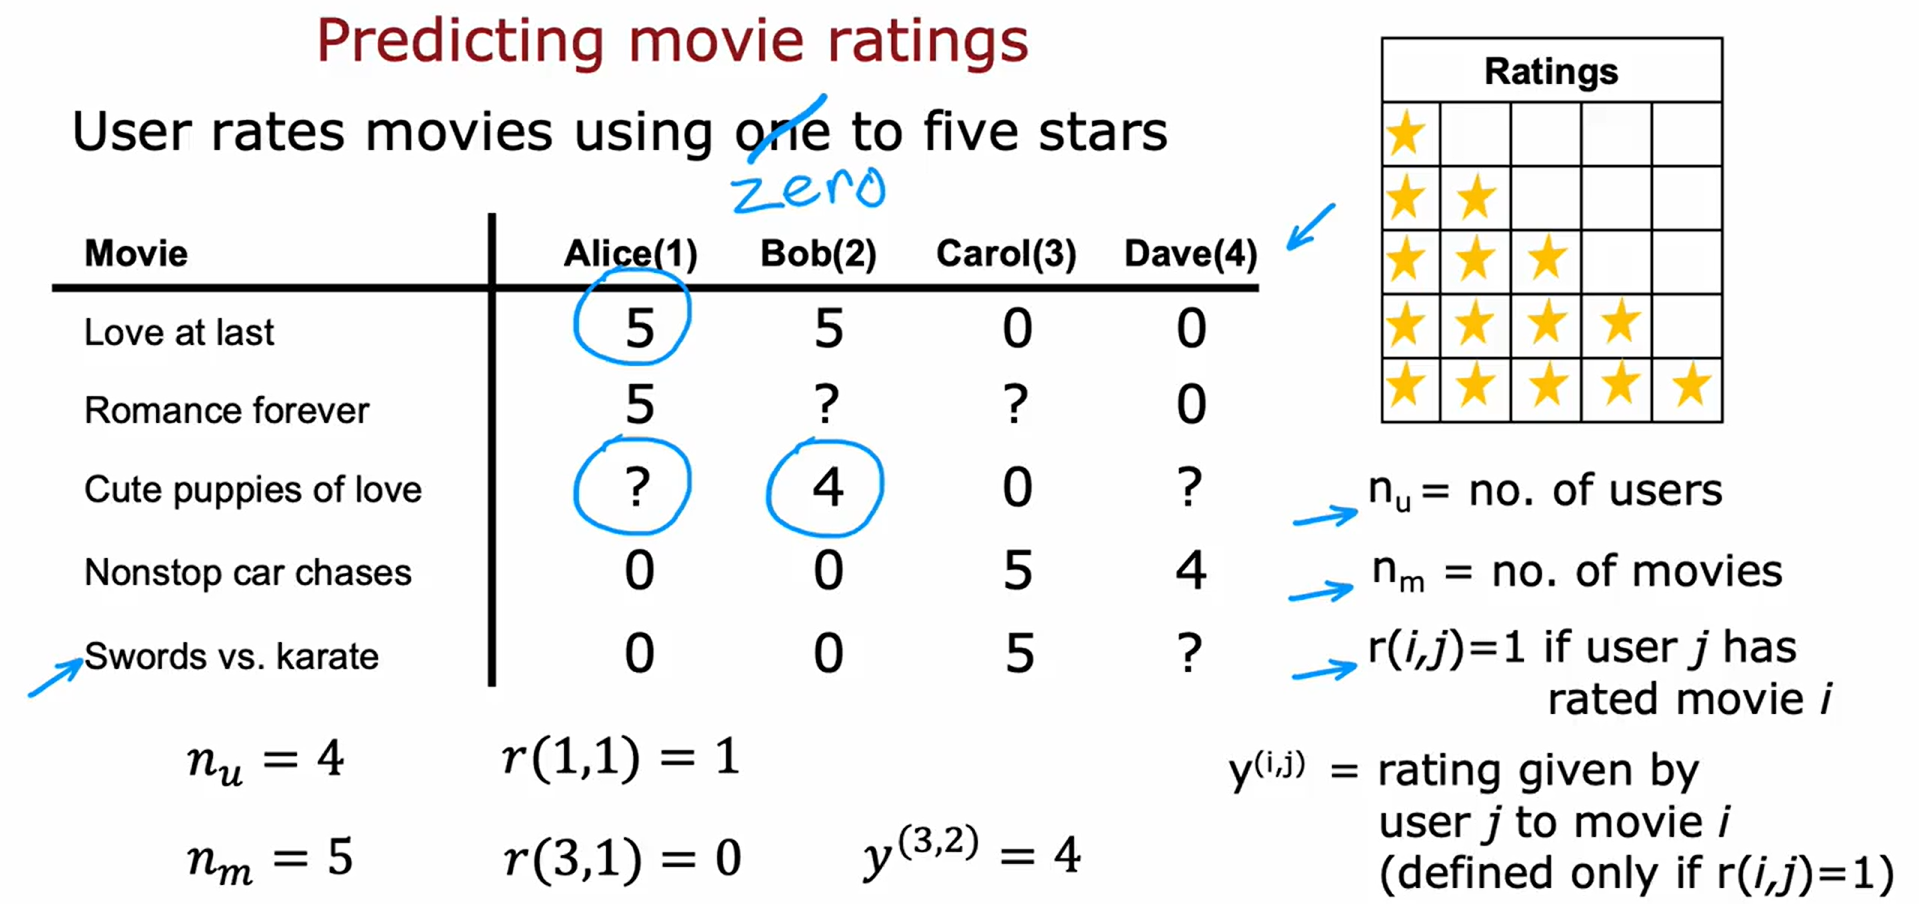 Predicting movie ratings
User rates movies using one to five stars
zero
Movie Alice(1) Bob(2) Carol(3) Dave(4)
Love at last 5 5 0 0
Romance forever 5 ? ? 0
Cute puppies of love ? 4 0 ?
Nonstop car chases 0 0 5 4
Swords vs. karate 0 0 5 ?
n_u = 4 r(1,1) = 1
n_m = 5 r(3,1) = 0 y^(3,2) = 4
Ratings
n_u = no. of users
n_m = no. of movies
r(i,j)=1 if user j has
rated movie i
y^(i,j) = rating given by
user j to movie i
(defined only if r(i,j)=1)